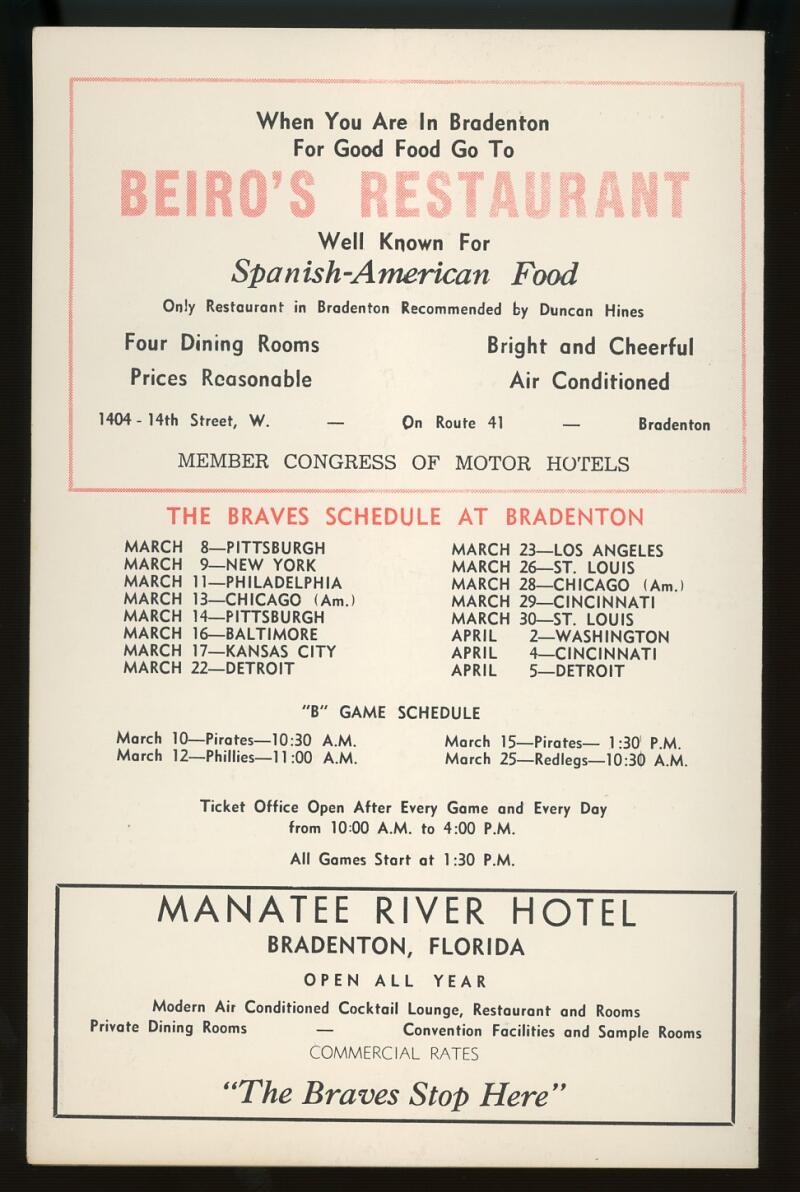 When You Are In Bradenton
For Good Food Go To
BEIRO'S RESTAURANT
Well Known For
Spanish-American Food
Only Restaurant in Bradenton Recommended by Duncan Hines
Four Dining Rooms Bright and Cheerful
Prices Reasonable Air Conditioned
1404 - 14th Street, W. — On Route 41 — Bradenton
MEMBER CONGRESS OF MOTOR HOTELS
THE BRAVES SCHEDULE AT BRADENTON
MARCH 8—PITTSBURGH
MARCH 9—NEW YORK
MARCH 11—PHILADELPHIA
MARCH 13—CHICAGO (Am.)
MARCH 14—PITTSBURGH
MARCH 16—BALTIMORE
MARCH 17—KANSAS CITY
MARCH 22—DETROIT
MARCH 23—LOS ANGELES
MARCH 26—ST. LOUIS
MARCH 28—CHICAGO (Am.)
MARCH 29—CINCINNATI
MARCH 30—ST. LOUIS
APRIL 2—WASHINGTON
APRIL 4—CINCINNATI
APRIL 5—DETROIT
"B" GAME SCHEDULE
March 10—Pirates—10:30 A.M.
March 12—Phillies—11:00 A.M.
March 15—Pirates— 1:30 P.M.
March 25—Redlegs—10:30 A.M.
Ticket Office Open After Every Game and Every Day
from 10:00 A.M. to 4:00 P.M.
All Games Start at 1:30 P.M.
MANATEE RIVER HOTEL
BRADENTON, FLORIDA
OPEN ALL YEAR
Modern Air Conditioned Cocktail Lounge, Restaurant and Rooms
Private Dining Rooms — Convention Facilities and Sample Rooms
COMMERCIAL RATES
"The Braves Stop Here"